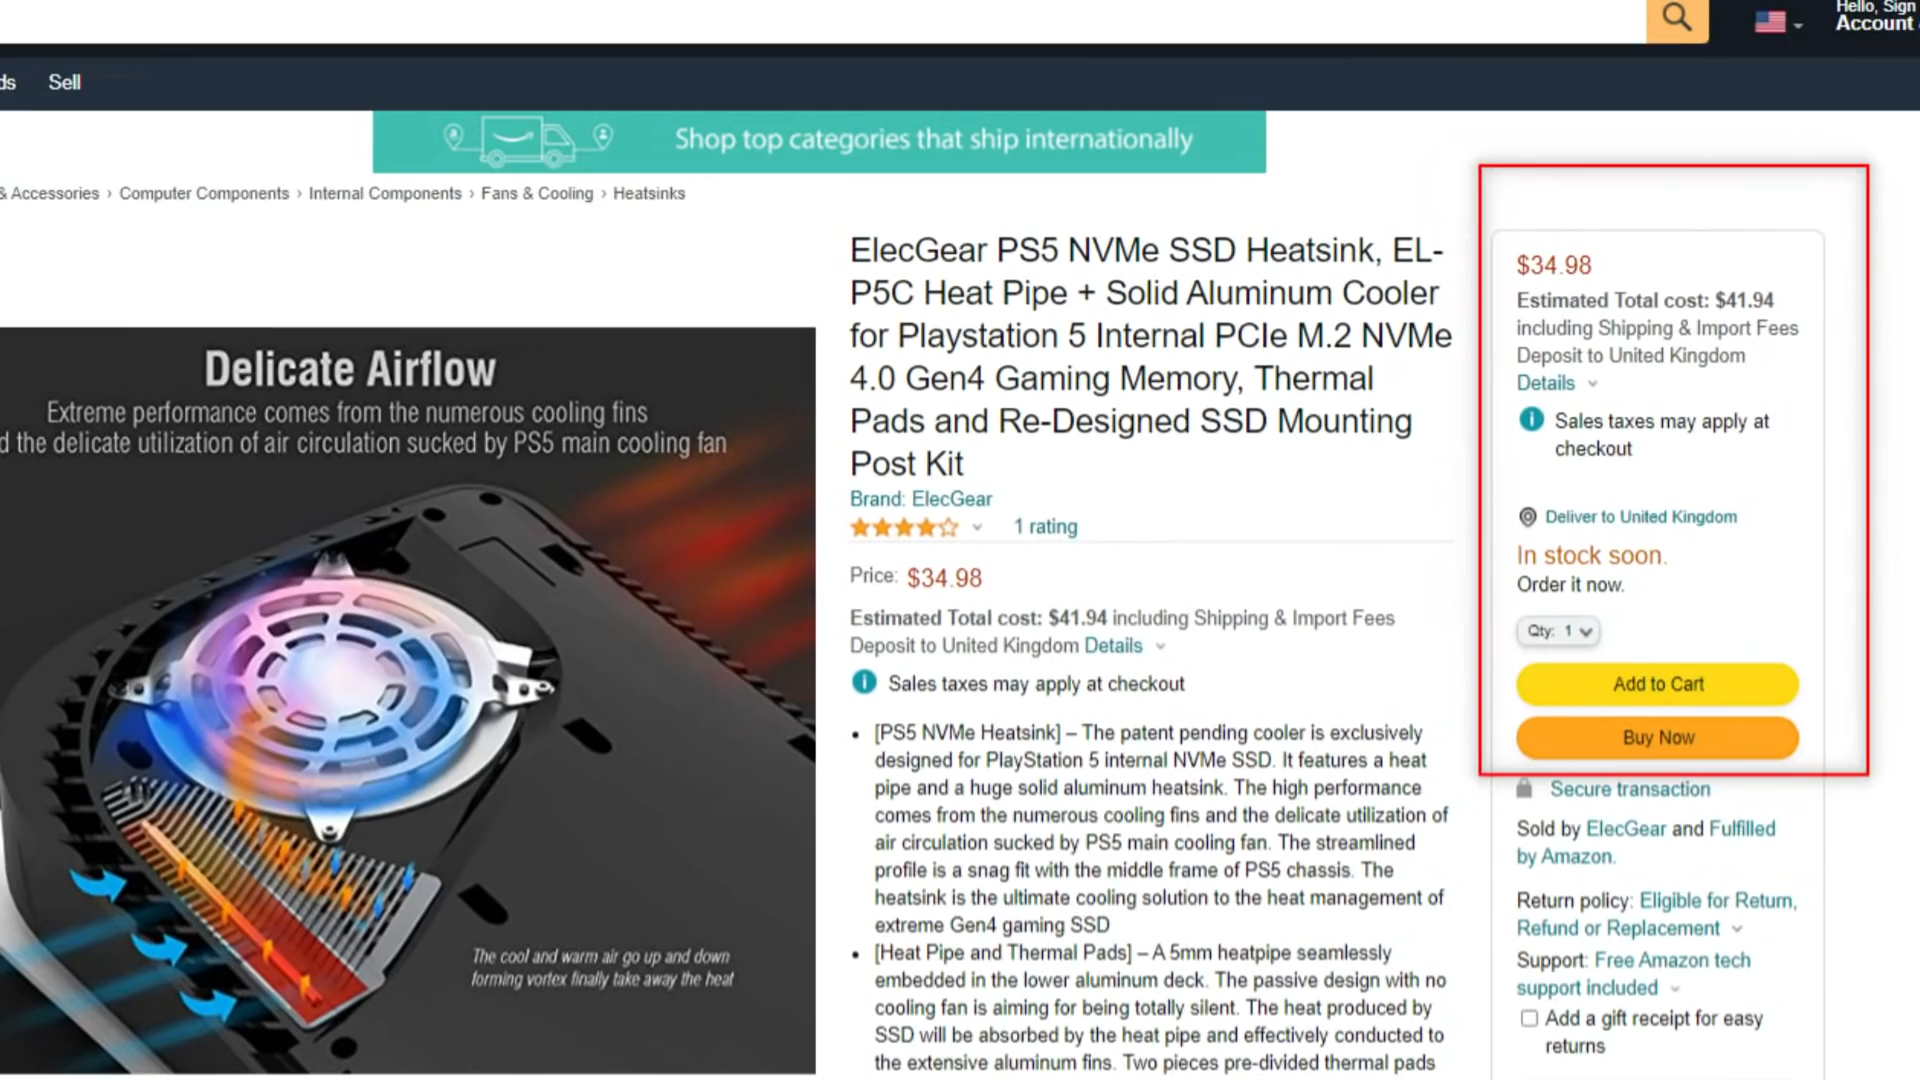 Hello, Sign
Account
ds
Sell
Shop top categories that ship internationally
& Accessories › Computer Components › Internal Components › Fans & Cooling › Heatsinks
Delicate Airflow
Extreme performance comes from the numerous cooling fins
d the delicate utilization of air circulation sucked by PS5 main cooling fan
The cool and warm air go up and down
forming vortex finally take away the heat
ElecGear PS5 NVMe SSD Heatsink, EL-
P5C Heat Pipe + Solid Aluminum Cooler
for Playstation 5 Internal PCIe M.2 NVMe
4.0 Gen4 Gaming Memory, Thermal
Pads and Re-Designed SSD Mounting
Post Kit
Brand: ElecGear
1 rating
Price: $34.98
Estimated Total cost: $41.94 including Shipping & Import Fees
Deposit to United Kingdom Details
Sales taxes may apply at checkout
• [PS5 NVMe Heatsink] – The patent pending cooler is exclusively
designed for PlayStation 5 internal NVMe SSD. It features a heat
pipe and a huge solid aluminum heatsink. The high performance
comes from the numerous cooling fins and the delicate utilization of
air circulation sucked by PS5 main cooling fan. The streamlined
profile is a snag fit with the middle frame of PS5 chassis. The
heatsink is the ultimate cooling solution to the heat management of
extreme Gen4 gaming SSD
• [Heat Pipe and Thermal Pads] – A 5mm heatpipe seamlessly
embedded in the lower aluminum deck. The passive design with no
cooling fan is aiming for being totally silent. The heat produced by
SSD will be absorbed by the heat pipe and effectively conducted to
the extensive aluminum fins. Two pieces pre-divided thermal pads
$34.98
Estimated Total cost: $41.94
including Shipping & Import Fees
Deposit to United Kingdom
Details
Sales taxes may apply at
checkout
Deliver to United Kingdom
In stock soon.
Order it now.
Qty: 1
Add to Cart
Buy Now
Secure transaction
Sold by ElecGear and Fulfilled
by Amazon.
Return policy: Eligible for Return,
Refund or Replacement
Support: Free Amazon tech
support included
Add a gift receipt for easy
returns